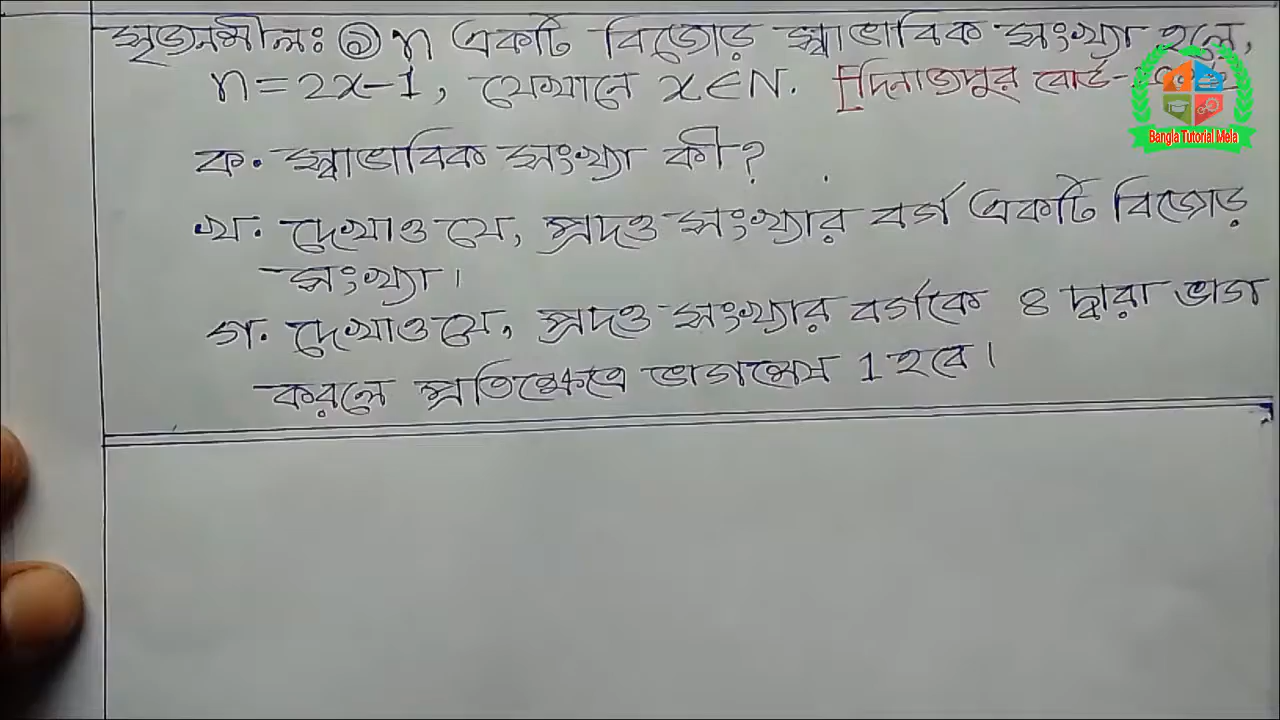 সৃজনশীলঃ ① n একটি বিজোড় স্বাভাবিক সংখ্যা হলে,
n = 2x-1, যেখানে x∈N. [দিনাজপুর বোর্ড-
Bangla Tutorial Mela
ক. স্বাভাবিক সংখ্যা কী?
খ. দেখাও যে, প্রদত্ত সংখ্যার বর্গ একটি বিজোড়
সংখ্যা।
গ. দেখাও যে, প্রদত্ত সংখ্যার বর্গকে 8 দ্বারা ভাগ
করলে প্রতিক্ষেত্রে ভাগশেষ 1 হবে।